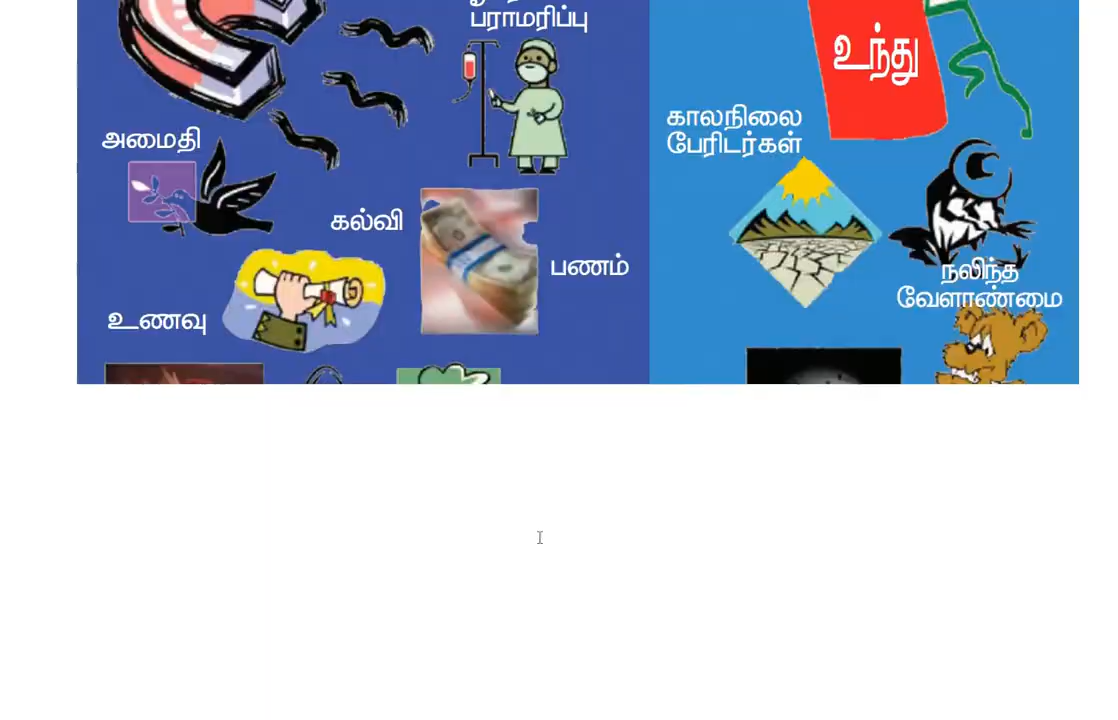 பராமரிப்பு
உந்து
காலநிலை
பேரிடர்கள்
அமைதி
கல்வி
பணம்
நலிந்த
வேளாண்மை
உணவு